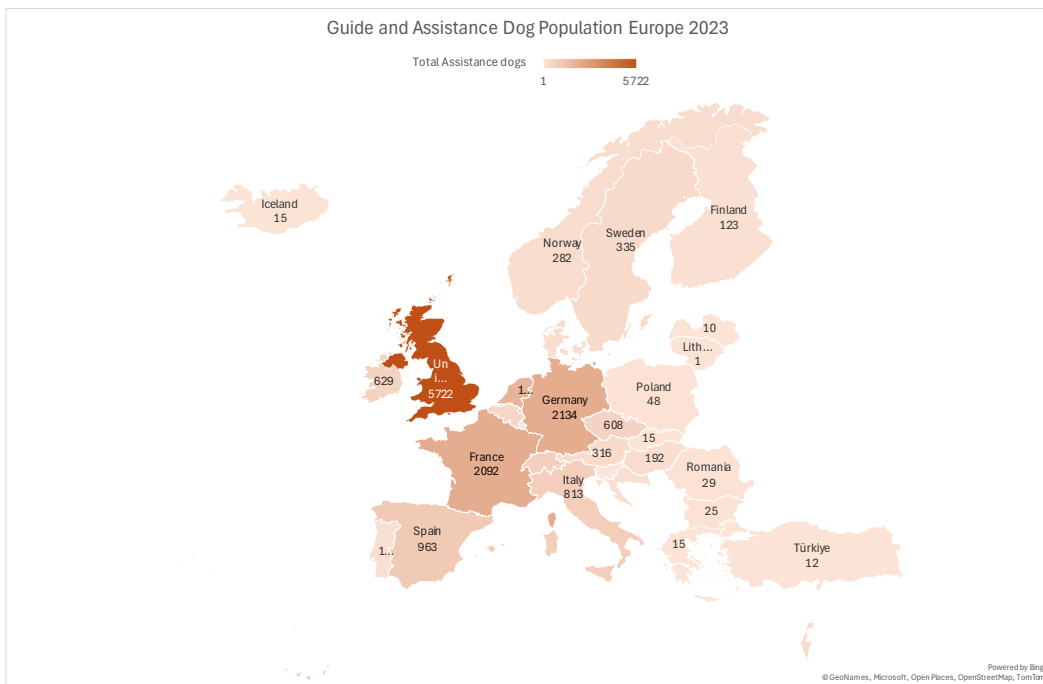 Guide and Assistance Dog Population Europe 2023
Total Assistance dogs
1 5722
Iceland
15
Finland
123
Sweden
335
Norway
282
10
Lith...
1
Un
i...
5722
629
1...
Germany
2134
Poland
48
608
15
316
192
France
2092
Italy
813
Romania
29
25
Spain
963
1...
15
Türkiye
12
Powered by Bing
© GeoNames, Microsoft, Open Places, OpenStreetMap, TomTom